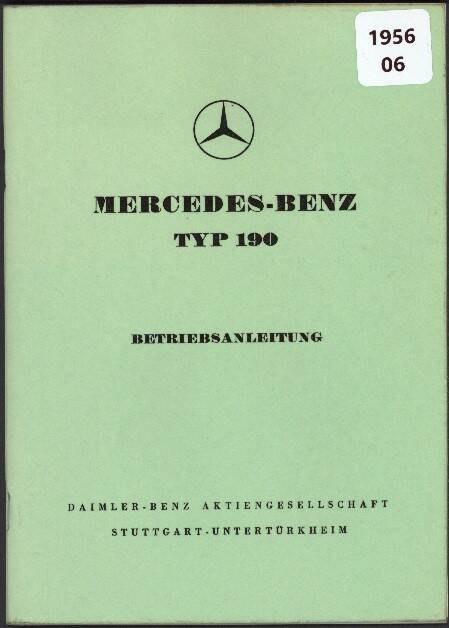 1956
06
MERCEDES-BENZ
TYP 190
BETRIEBSANLEITUNG
DAIMLER-BENZ AKTIENGESELLSCHAFT
STUTTGART-UNTERTÜRKHEIM